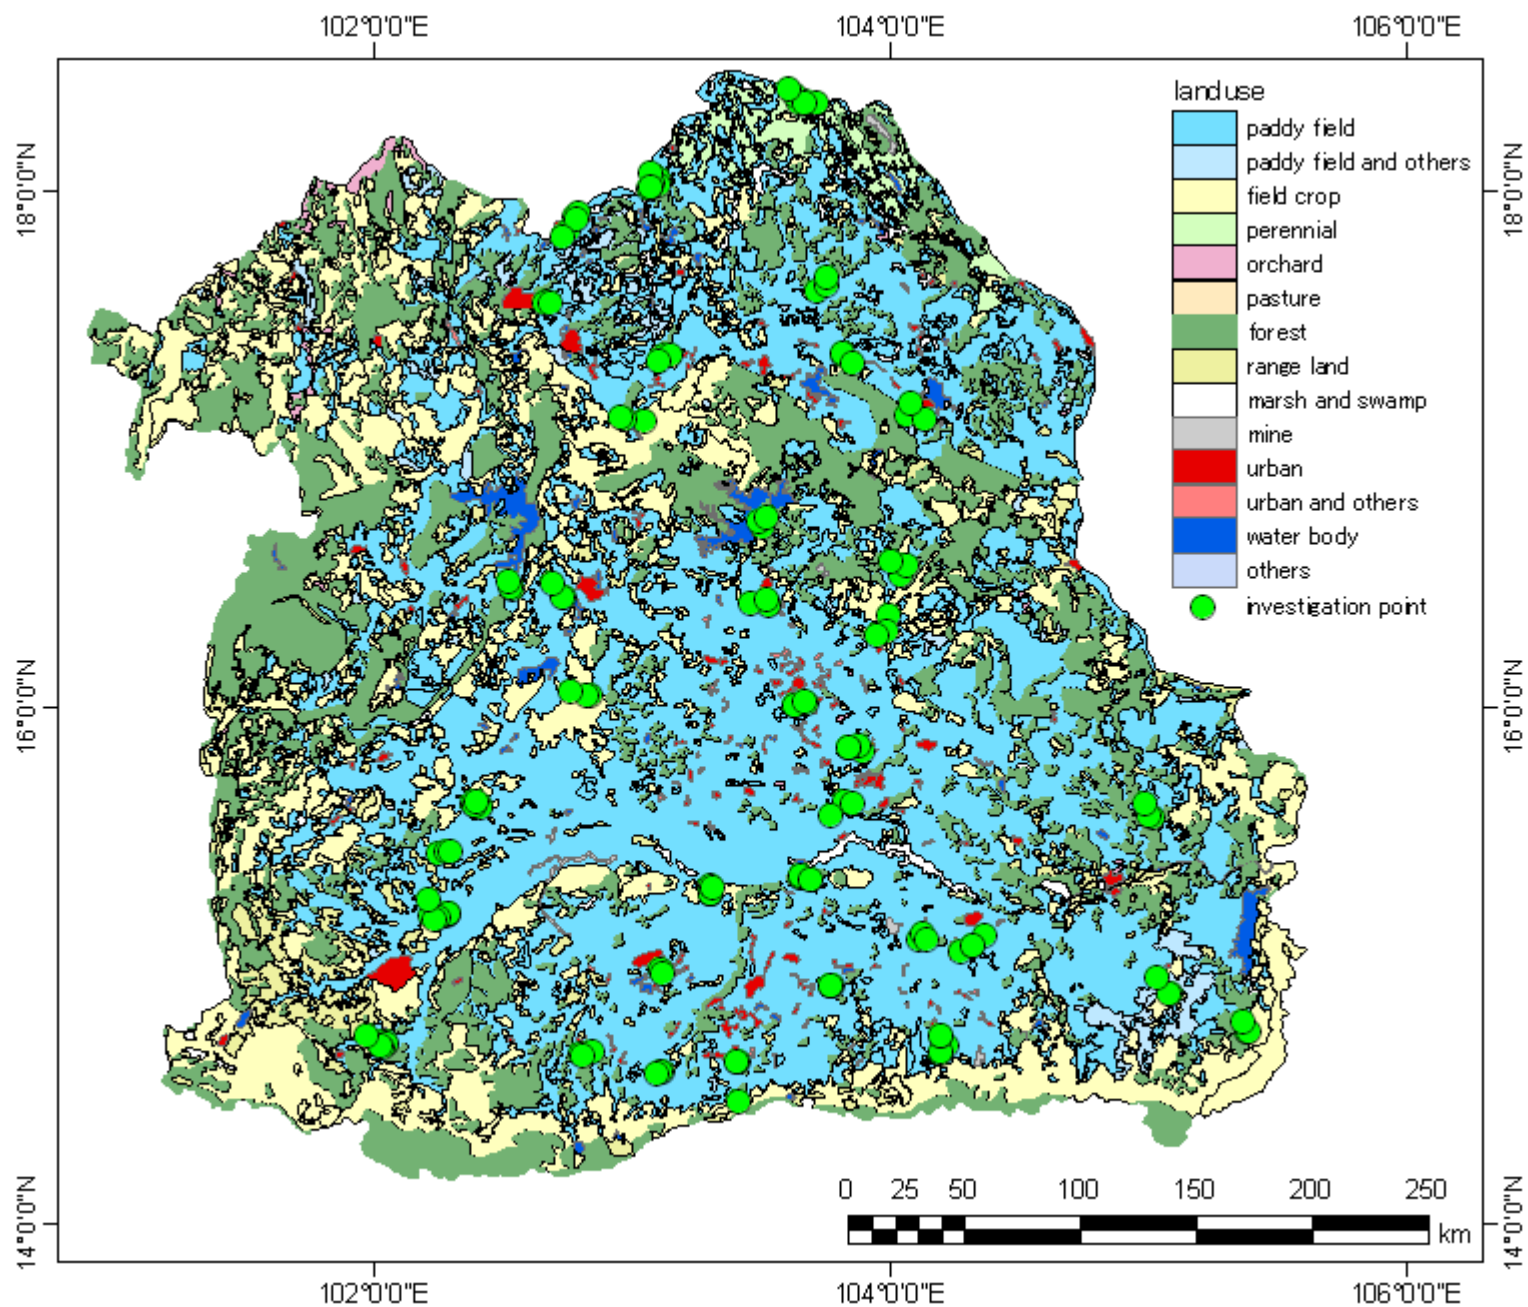 102°0'0"E 104°0'0"E 106°0'0"E
18°0'0"N
18°0'0"N
16°0'0"N
16°0'0"N
14°0'0"N
14°0'0"N
land use
paddy field
paddy field and others
field crop
perennial
orchard
pasture
forest
range land
marsh and swamp
mine
urban
urban and others
water body
others
investigation point
0 25 50 100 150 200 250
km
102°0'0"E 104°0'0"E 106°0'0"E